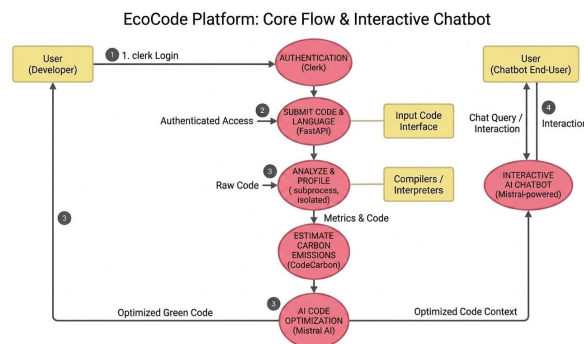 EcoCode Platform: Core Flow & Interactive Chatbot
User
(Developer)
1
1. clerk Login
AUTHENTICATION
(Clerk)
User
(Chatbot End-User)
Authenticated Access
2
SUBMIT CODE &
LANGUAGE
(FastAPI)
Input Code
Interface
Chat Query /
Interaction
4
Interaction
Raw Code
3
ANALYZE &
PROFILE
( subprocess,
isolated)
Compilers /
Interpreters
INTERACTIVE
AI CHATBOT
(Mistral-powered)
3
Metrics & Code
ESTIMATE
CARBON
EMISSIONS
(CodeCarbon)
Optimized Green Code
3
AI CODE
OPTIMIZATION
(Mistral AI)
Optimized Code Context